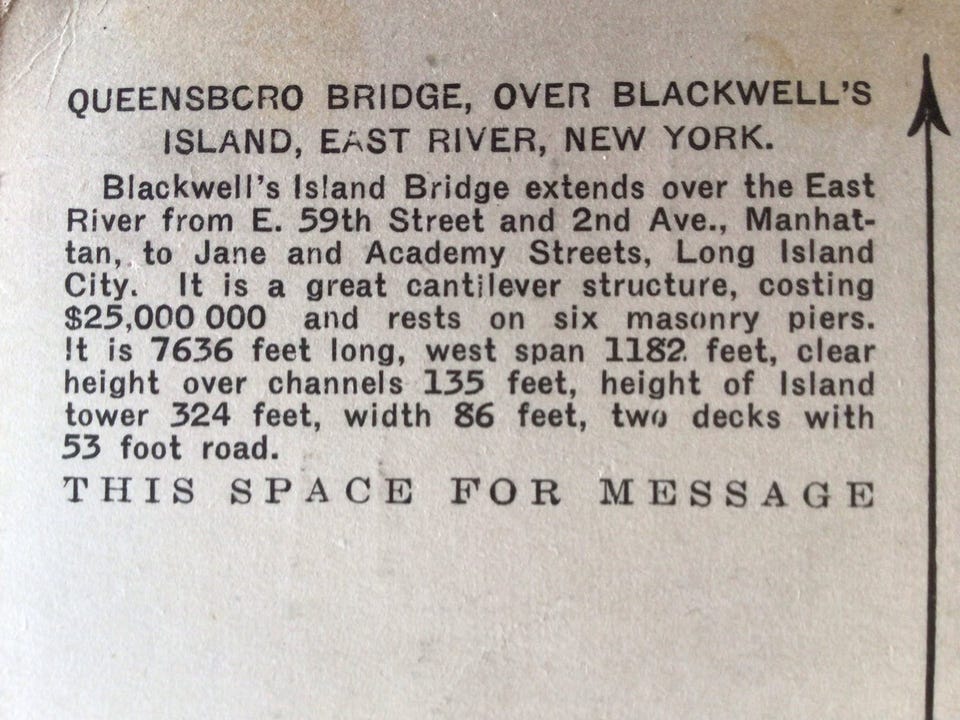 QUEENSBORO BRIDGE, OVER BLACKWELL'S
ISLAND, EAST RIVER, NEW YORK.
Blackwell's Island Bridge extends over the East
River from E. 59th Street and 2nd Ave., Manhat-
tan, to Jane and Academy Streets, Long Island
City. It is a great cantilever structure, costing
$25,000 000 and rests on six masonry piers.
It is 7636 feet long, west span 1182 feet, clear
height over channels 135 feet, height of Island
tower 324 feet, width 86 feet, two decks with
53 foot road.
THIS SPACE FOR MESSAGE